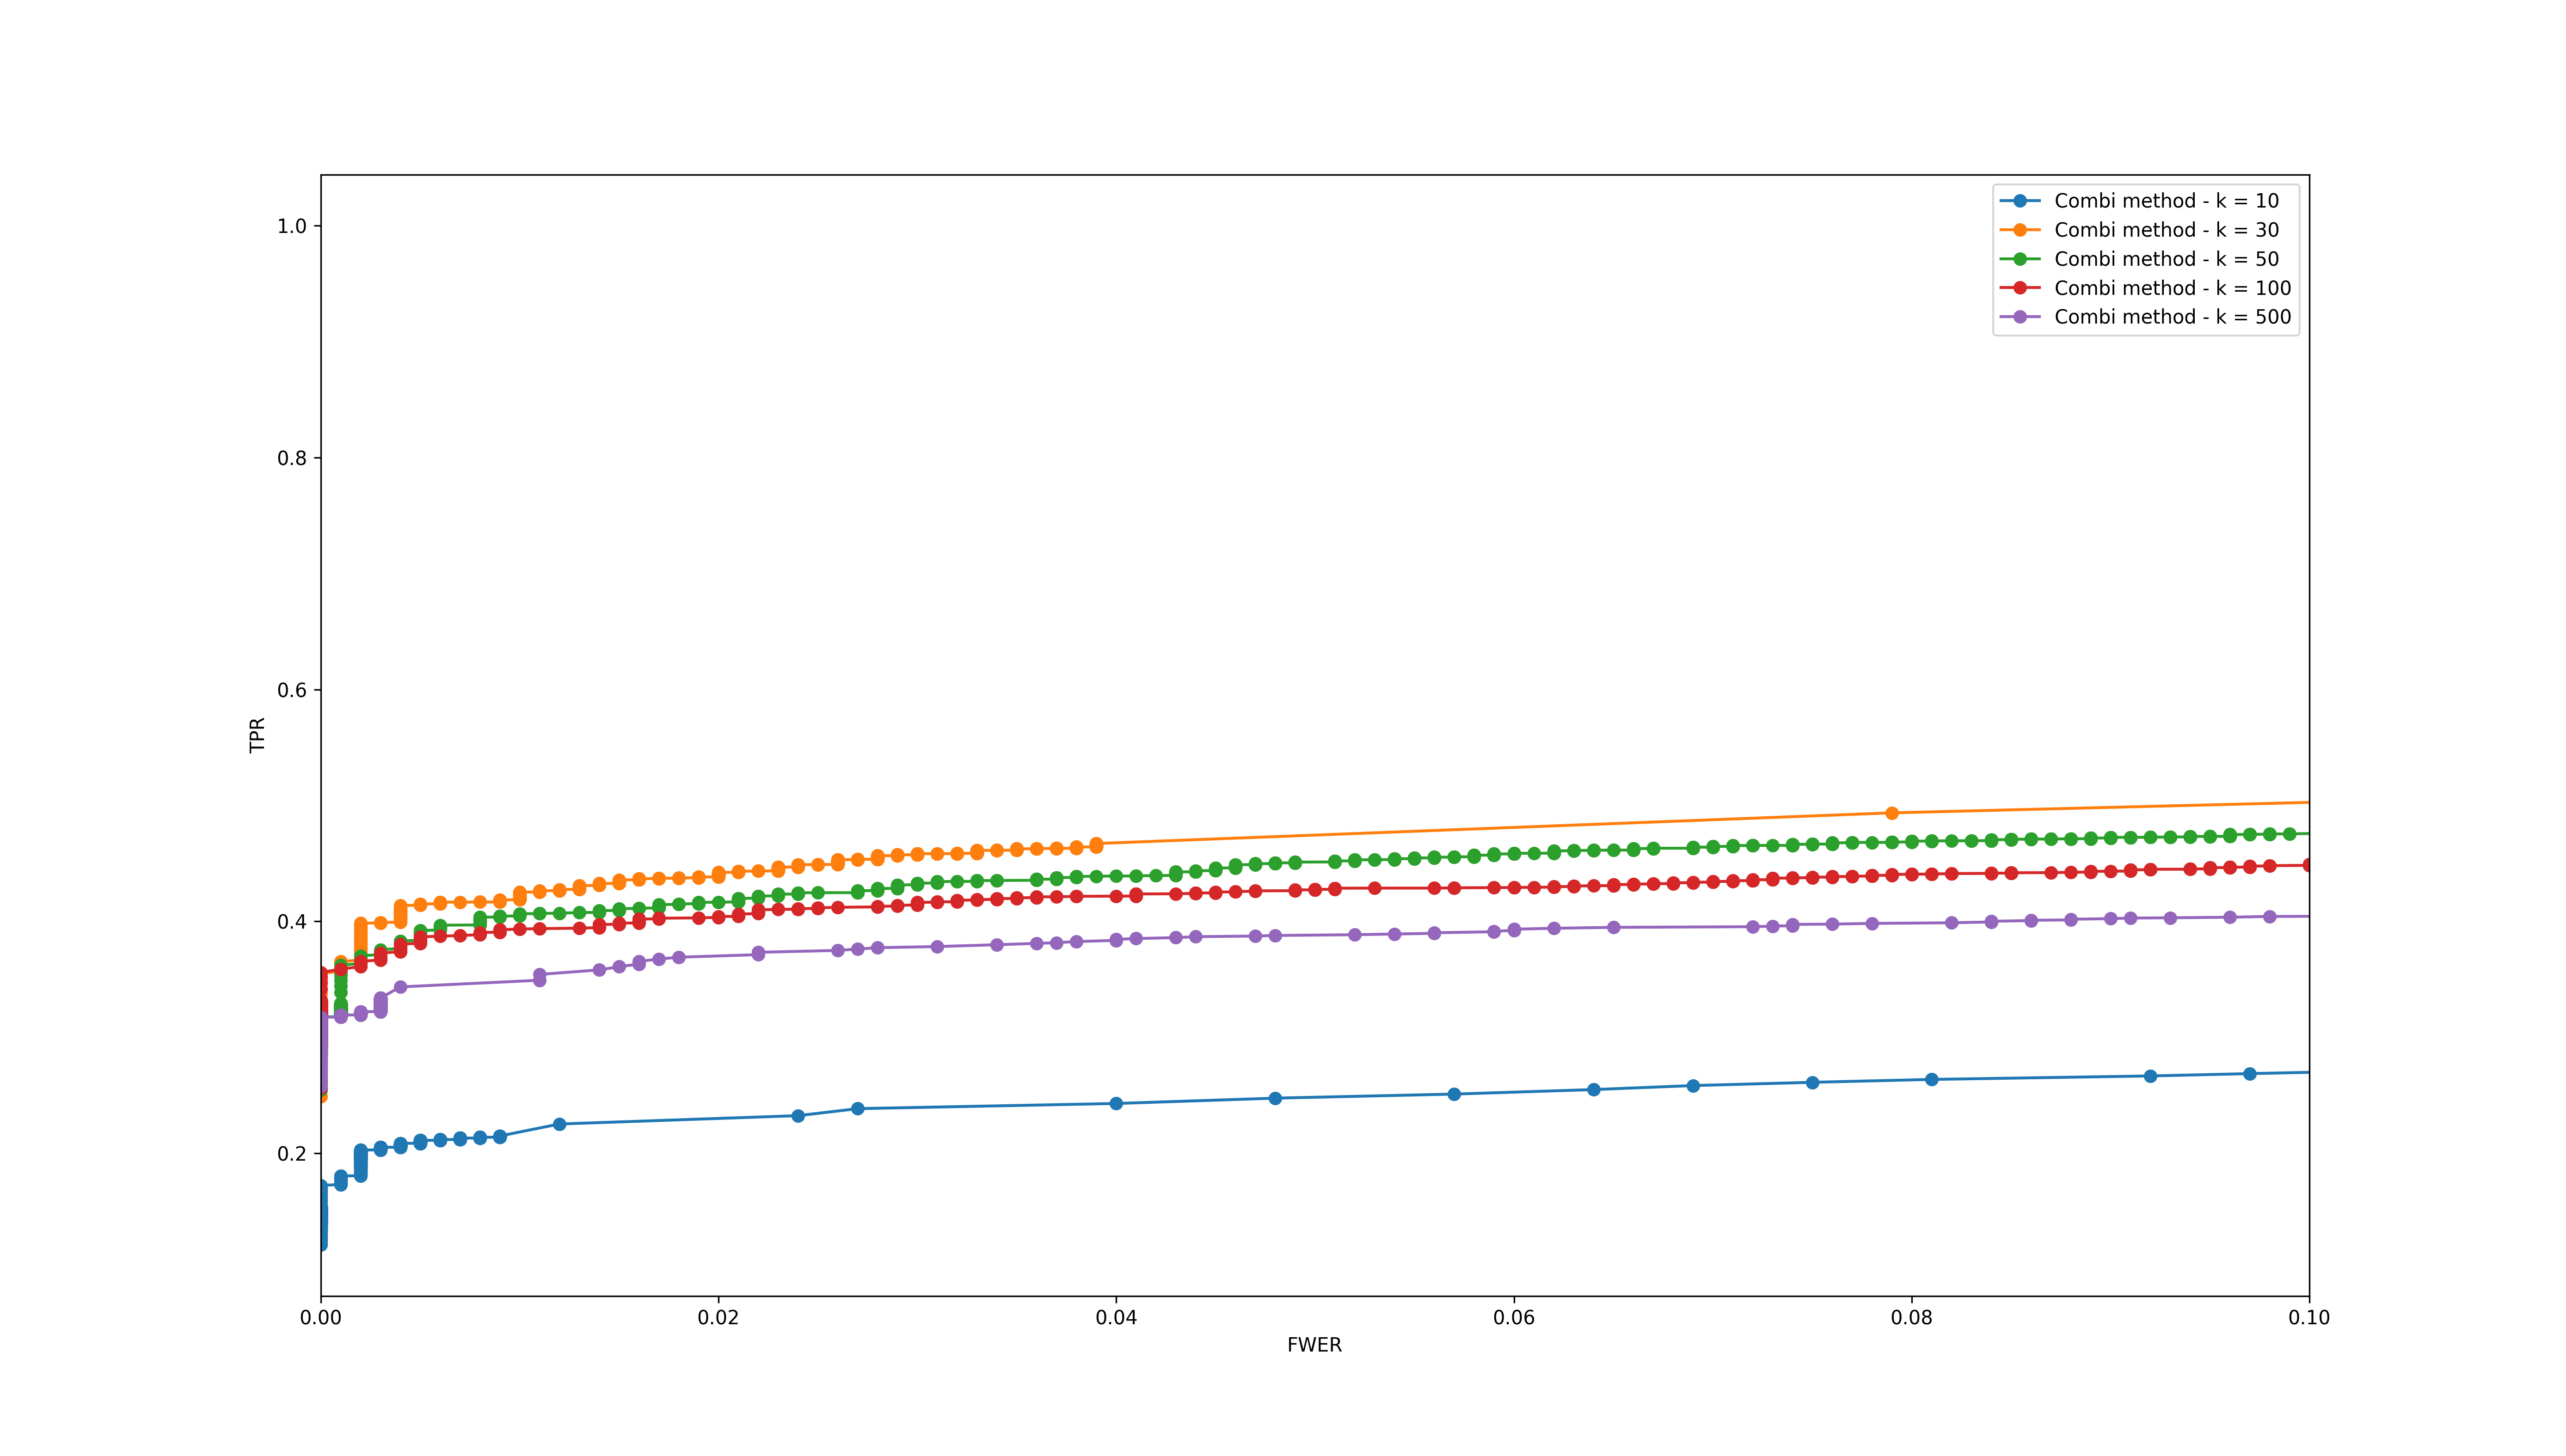 Combi method - k = 10
Combi method - k = 30
Combi method - k = 50
Combi method - k = 100
Combi method - k = 500
1.0
0.8
0.6
0.4
0.2
TPR
0.00 0.02 0.04 0.06 0.08 0.10
FWER